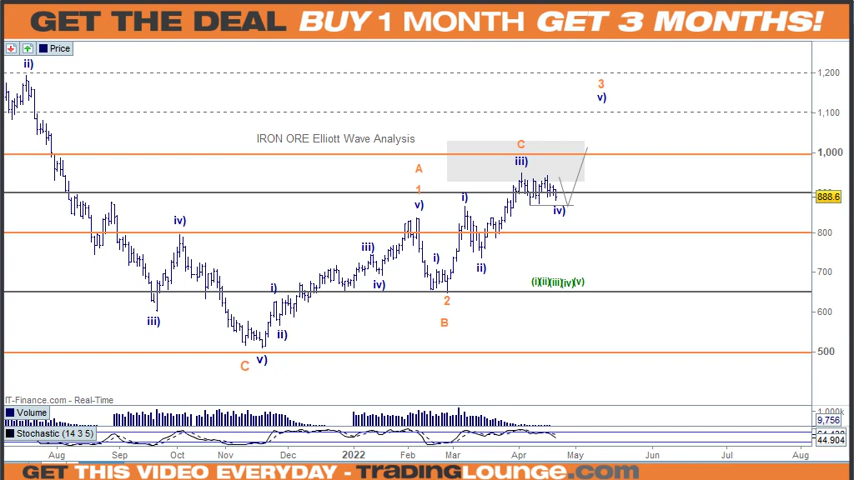 GET THE DEAL BUY 1 MONTH GET 3 MONTHS!
Price
ii)
1,200
3
v)
1,100
IRON ORE Elliott Wave Analysis
C
1,000
iii)
A
1
v)
i)
888.6
iv)
iv)
800
iii)
i)
ii)
iv)
700
i)
(i)(ii)(iii)(iv)(v)
2
iii)
ii)
B
600
v)
C
500
IT-Finance.com - Real-Time
Volume
1,000k
9,756
Stochastic (14 3 5)
44.904
Aug Sep Oct Nov Dec 2022 Feb Mar Apr May Jun Jul Aug
GET THIS VIDEO EVERYDAY - TRADINGLOUNGE.com